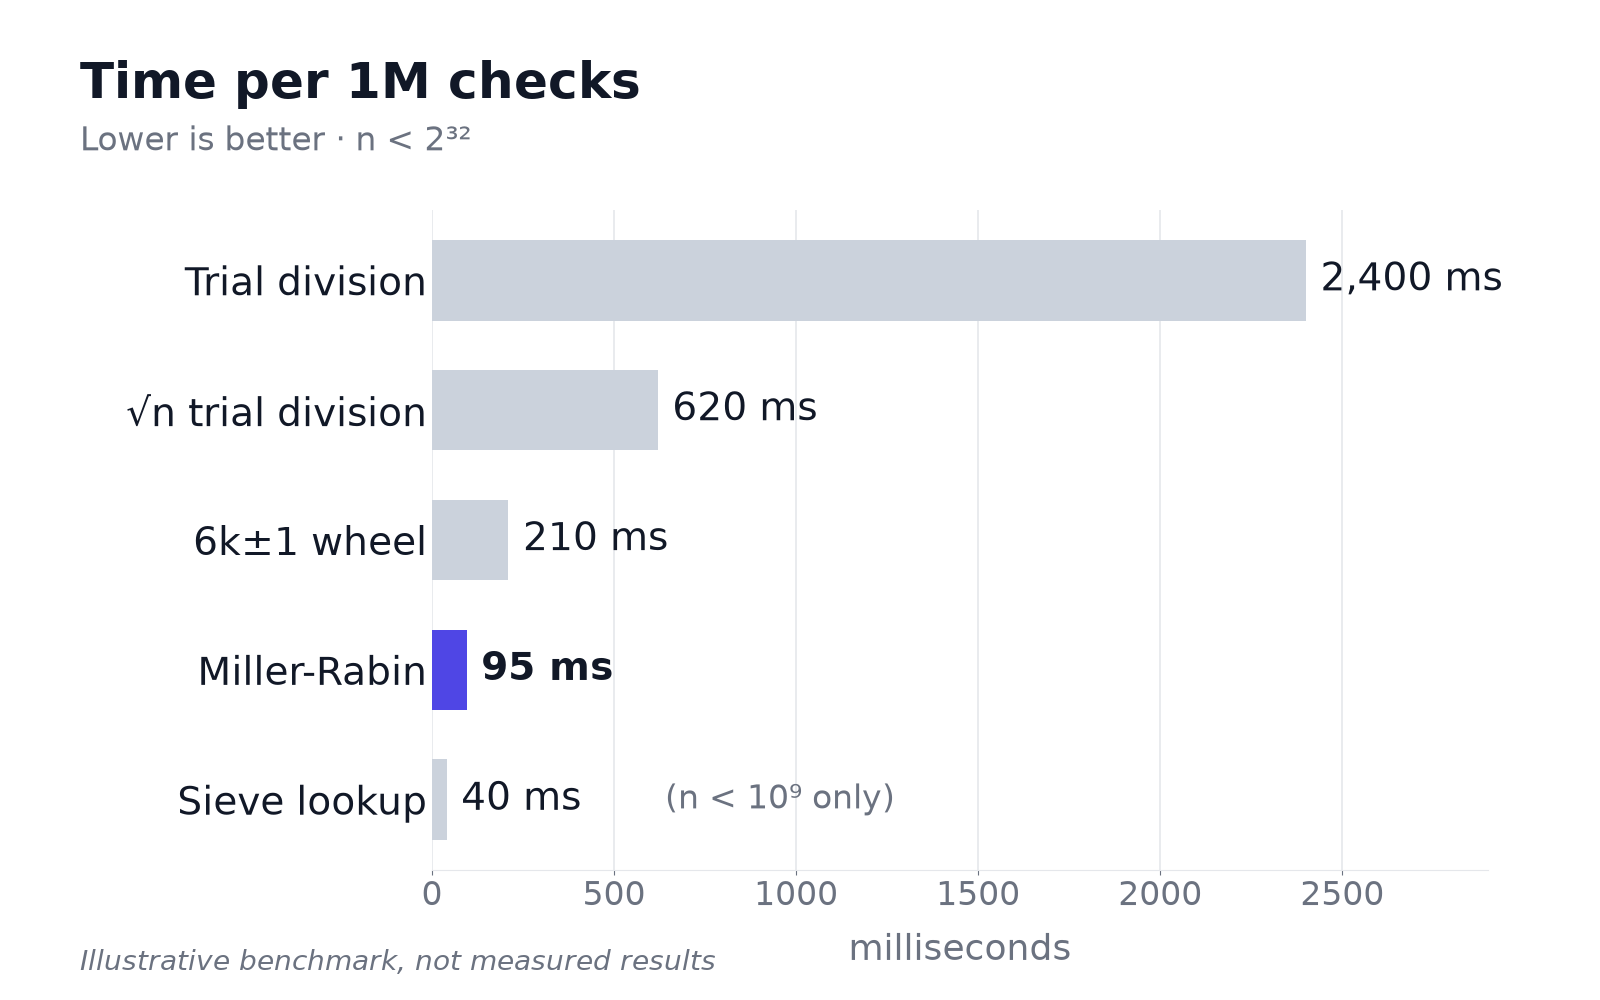 Time per 1M checks
Lower is better · n < 2³²
Trial division 2,400 ms
√n trial division 620 ms
6k±1 wheel 210 ms
Miller-Rabin 95 ms
Sieve lookup 40 ms (n < 10⁹ only)
0 500 1000 1500 2000 2500
milliseconds
Illustrative benchmark, not measured results